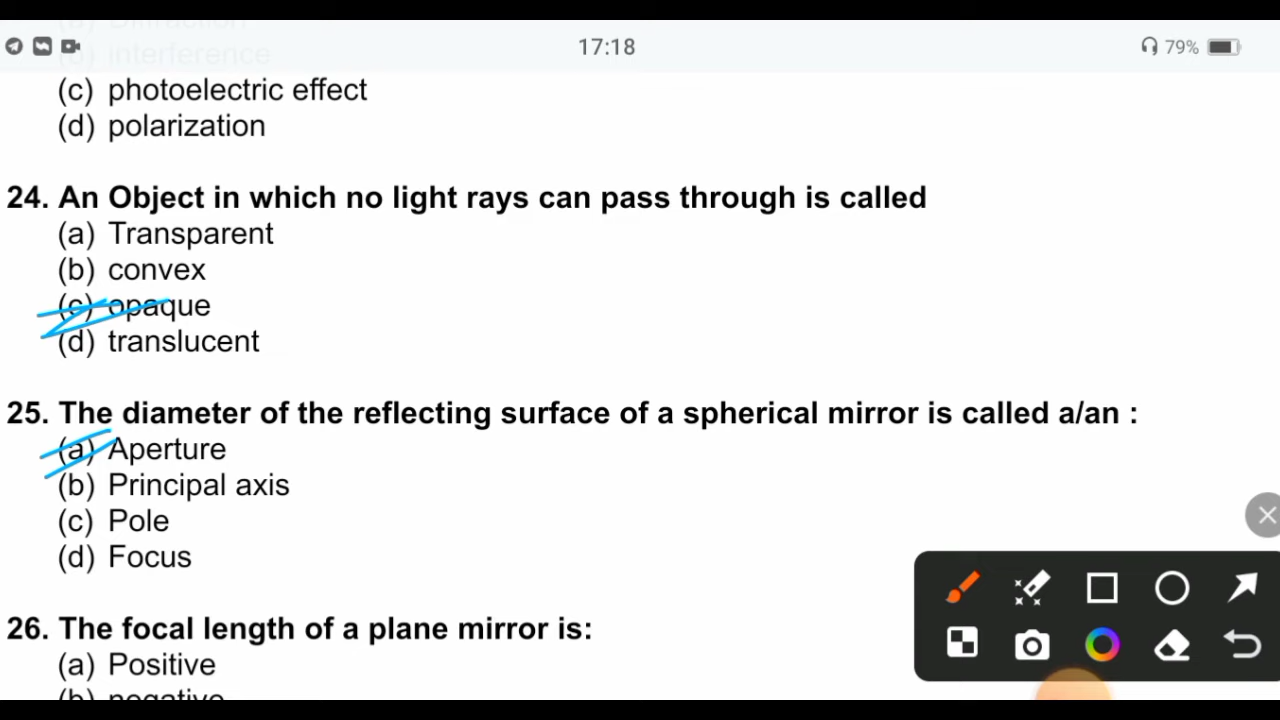 (b) interference
17:18
79%
(c) photoelectric effect
(d) polarization
24. An Object in which no light rays can pass through is called
(a) Transparent
(b) convex
(c) opaque
(d) translucent
25. The diameter of the reflecting surface of a spherical mirror is called a/an :
(a) Aperture
(b) Principal axis
(c) Pole
(d) Focus
26. The focal length of a plane mirror is:
(a) Positive
(b) negative